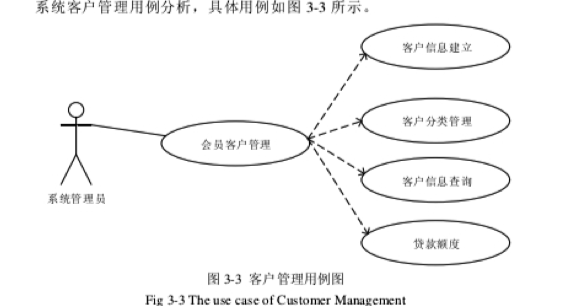 系统客户管理用例分析，具体用例如图 3-3 所示。
客户信息建立
客户分类管理
会员客户管理
客户信息查询
系统管理员
贷款额度
图 3-3 客户管理用例图
Fig 3-3 The use case of Customer Management